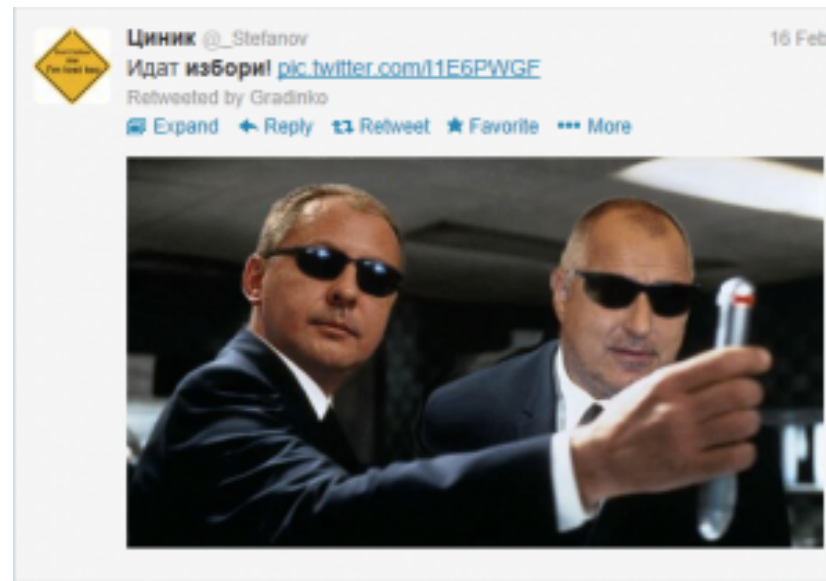 Циник @_Stefanov 16 Feb
Идат избори! pic.twitter.com/I1E6PWGF
Retweeted by Gradinko
Expand Reply Retweet Favorite More